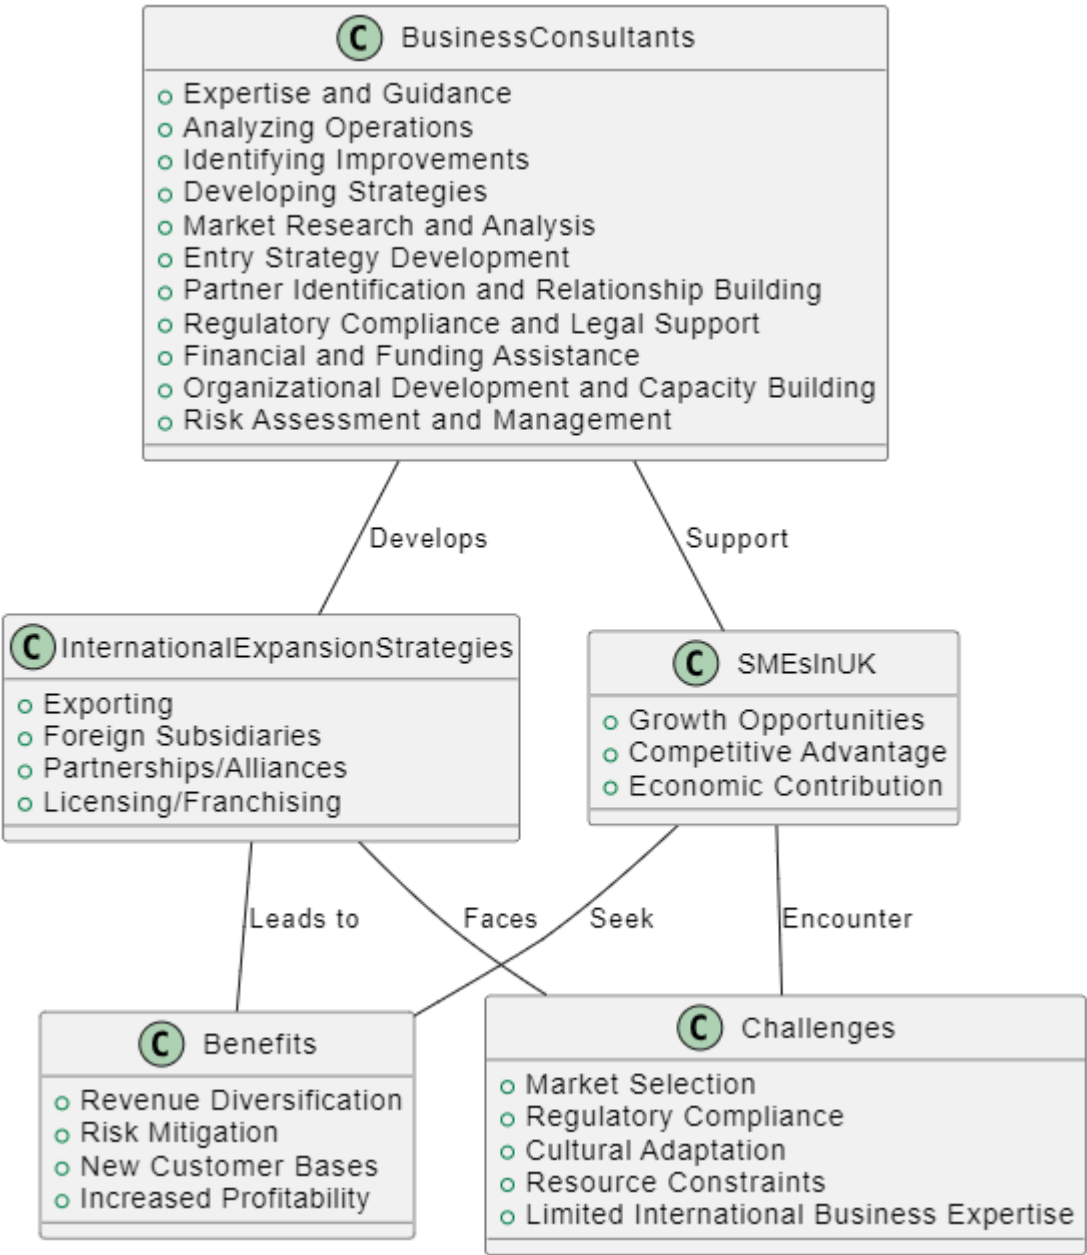 C BusinessConsultants
Expertise and Guidance
Analyzing Operations
Identifying Improvements
Developing Strategies
Market Research and Analysis
Entry Strategy Development
Partner Identification and Relationship Building
Regulatory Compliance and Legal Support
Financial and Funding Assistance
Organizational Development and Capacity Building
Risk Assessment and Management
Develops
Support
C InternationalExpansionStrategies
Exporting
Foreign Subsidiaries
Partnerships/Alliances
Licensing/Franchising
C SMEsInUK
Growth Opportunities
Competitive Advantage
Economic Contribution
Leads to
Faces
Seek
Encounter
C Benefits
Revenue Diversification
Risk Mitigation
New Customer Bases
Increased Profitability
C Challenges
Market Selection
Regulatory Compliance
Cultural Adaptation
Resource Constraints
Limited International Business Expertise